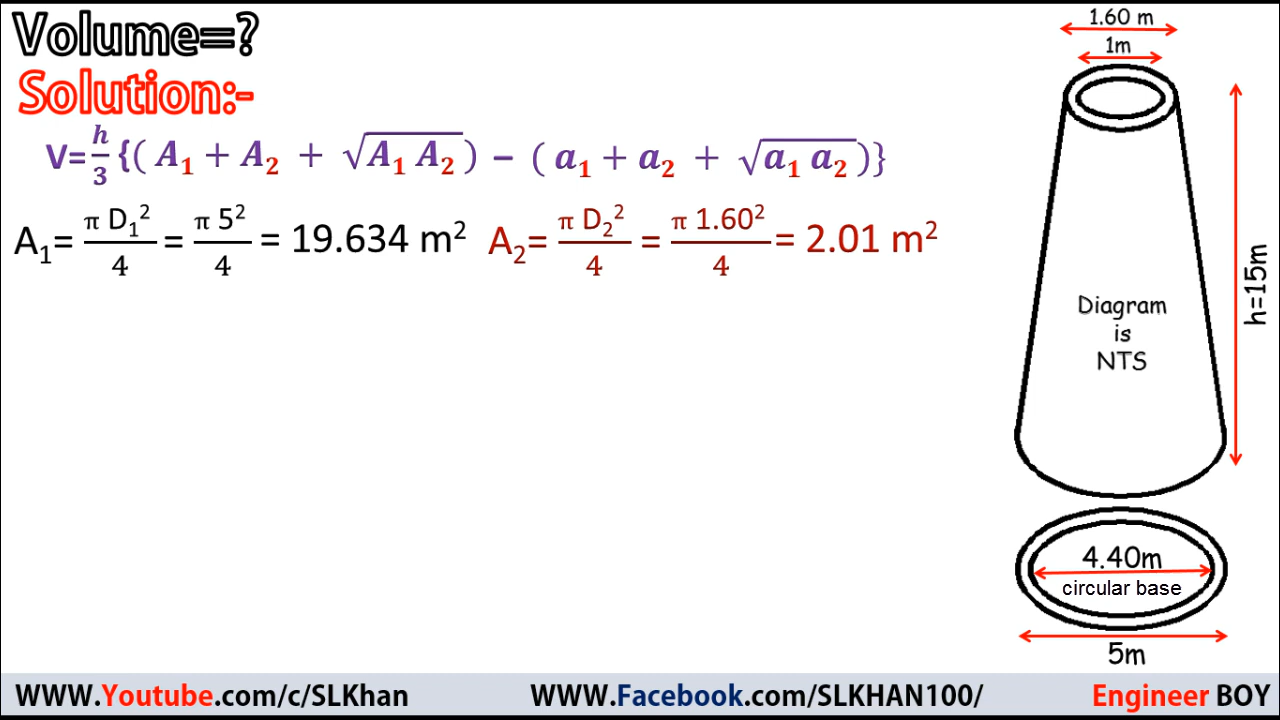 Volume=?
Solution:-
V=h/3 {( A₁ + A₂ + √A₁ A₂ ) − ( a₁ + a₂ + √a₁ a₂ )}
A₁= π D₁²/4 = π 5²/4 = 19.634 m² A₂= π D₂²/4 = π 1.60²/4 = 2.01 m²
1.60 m
1m
h=15m
Diagram
is
NTS
4.40m
circular base
5m
WWW.Youtube.com/c/SLKhan WWW.Facebook.com/SLKHAN100/ Engineer BOY